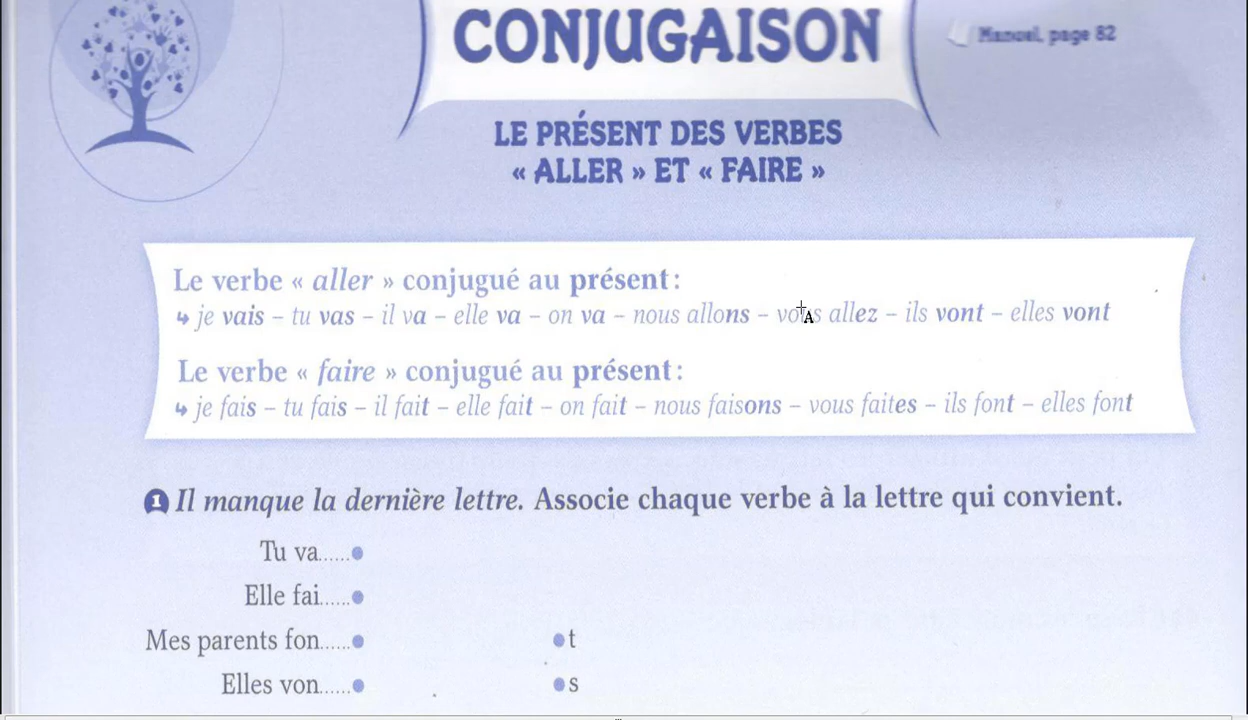 CONJUGAISON
Manuel, page 82
LE PRÉSENT DES VERBES
« ALLER » ET « FAIRE »
Le verbe « aller » conjugué au présent :
↳ je vais – tu vas – il va – elle va – on va – nous allons – vous allez – ils vont – elles vont
Le verbe « faire » conjugué au présent :
↳ je fais – tu fais – il fait – elle fait – on fait – nous faisons – vous faites – ils font – elles font
1 Il manque la dernière lettre. Associe chaque verbe à la lettre qui convient.
Tu va......●
Elle fai......●
Mes parents fon......● ● t
Elles von......● ● s